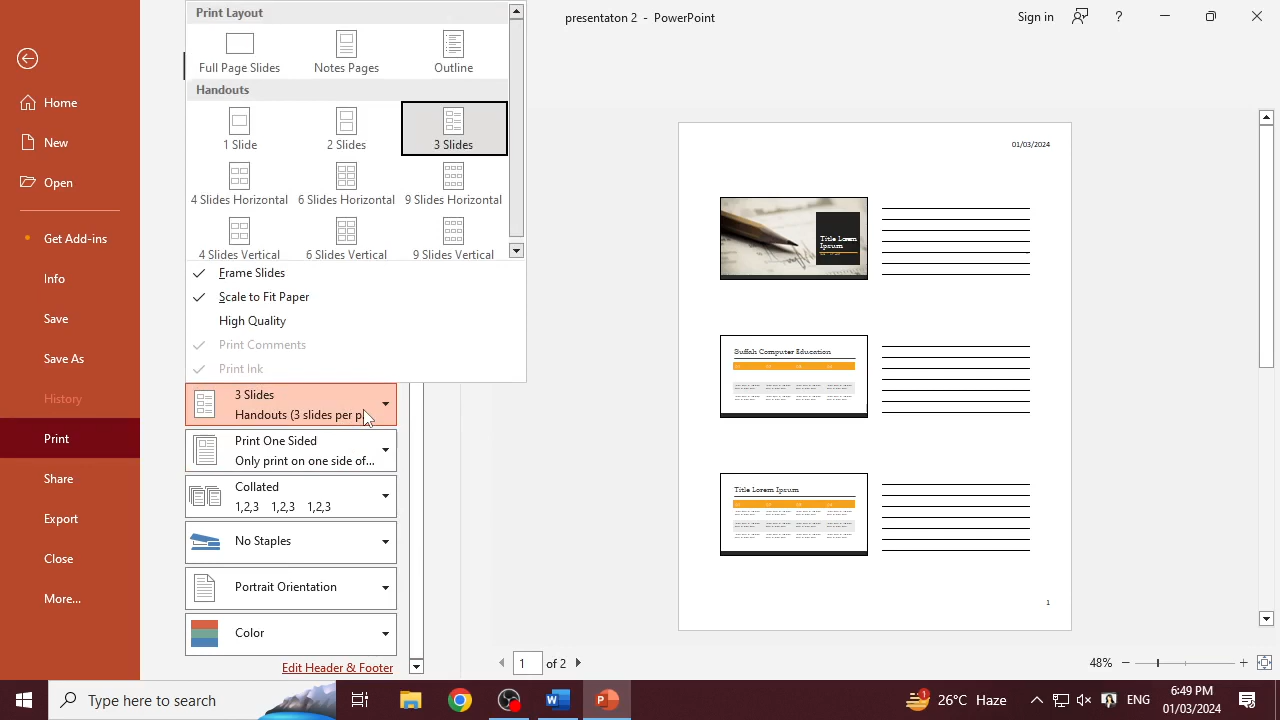 presentaton 2 - PowerPoint
Sign in
?
Home
New
Open
Get Add-ins
Info
Save
Save As
History
Print
Share
Export
Close
More...
Print Layout
Full Page Slides
Notes Pages
Outline
Handouts
1 Slide
2 Slides
3 Slides
4 Slides Horizontal
6 Slides Horizontal
9 Slides Horizontal
4 Slides Vertical
6 Slides Vertical
9 Slides Vertical
Frame Slides
Scale to Fit Paper
High Quality
Print Comments
Print Ink
3 Slides
Handouts (3 slides per p
Print One Sided
Only print on one side of...
Collated
1,2,3 1,2,3 1,2,3
No Staples
Portrait Orientation
Color
Edit Header & Footer
01/03/2024
Title Lorem
Ipsum
Buffalo Computer Education
Title Lorem Ipsum
1
1 of 2
48%
Type here to search
1
26°C Haze
ENG
6:49 PM
01/03/2024